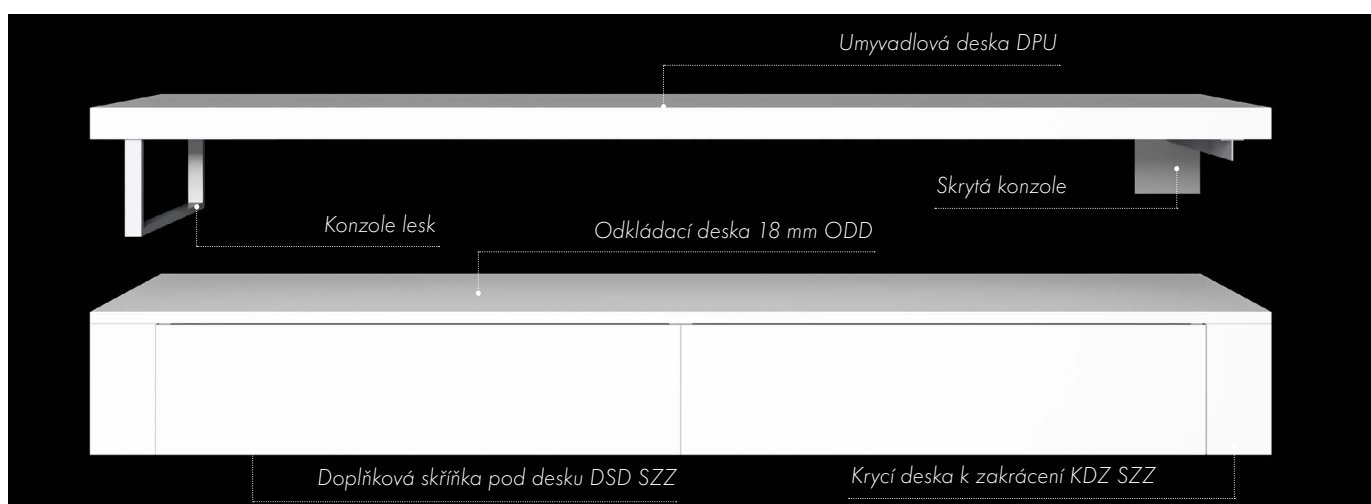 Umyvadlová deska DPU
Skrytá konzole
Konzole lesk
Odkládací deska 18 mm ODD
Doplňková skříňka pod desku DSD SZZ
Krycí deska k zakrácení KDZ SZZ